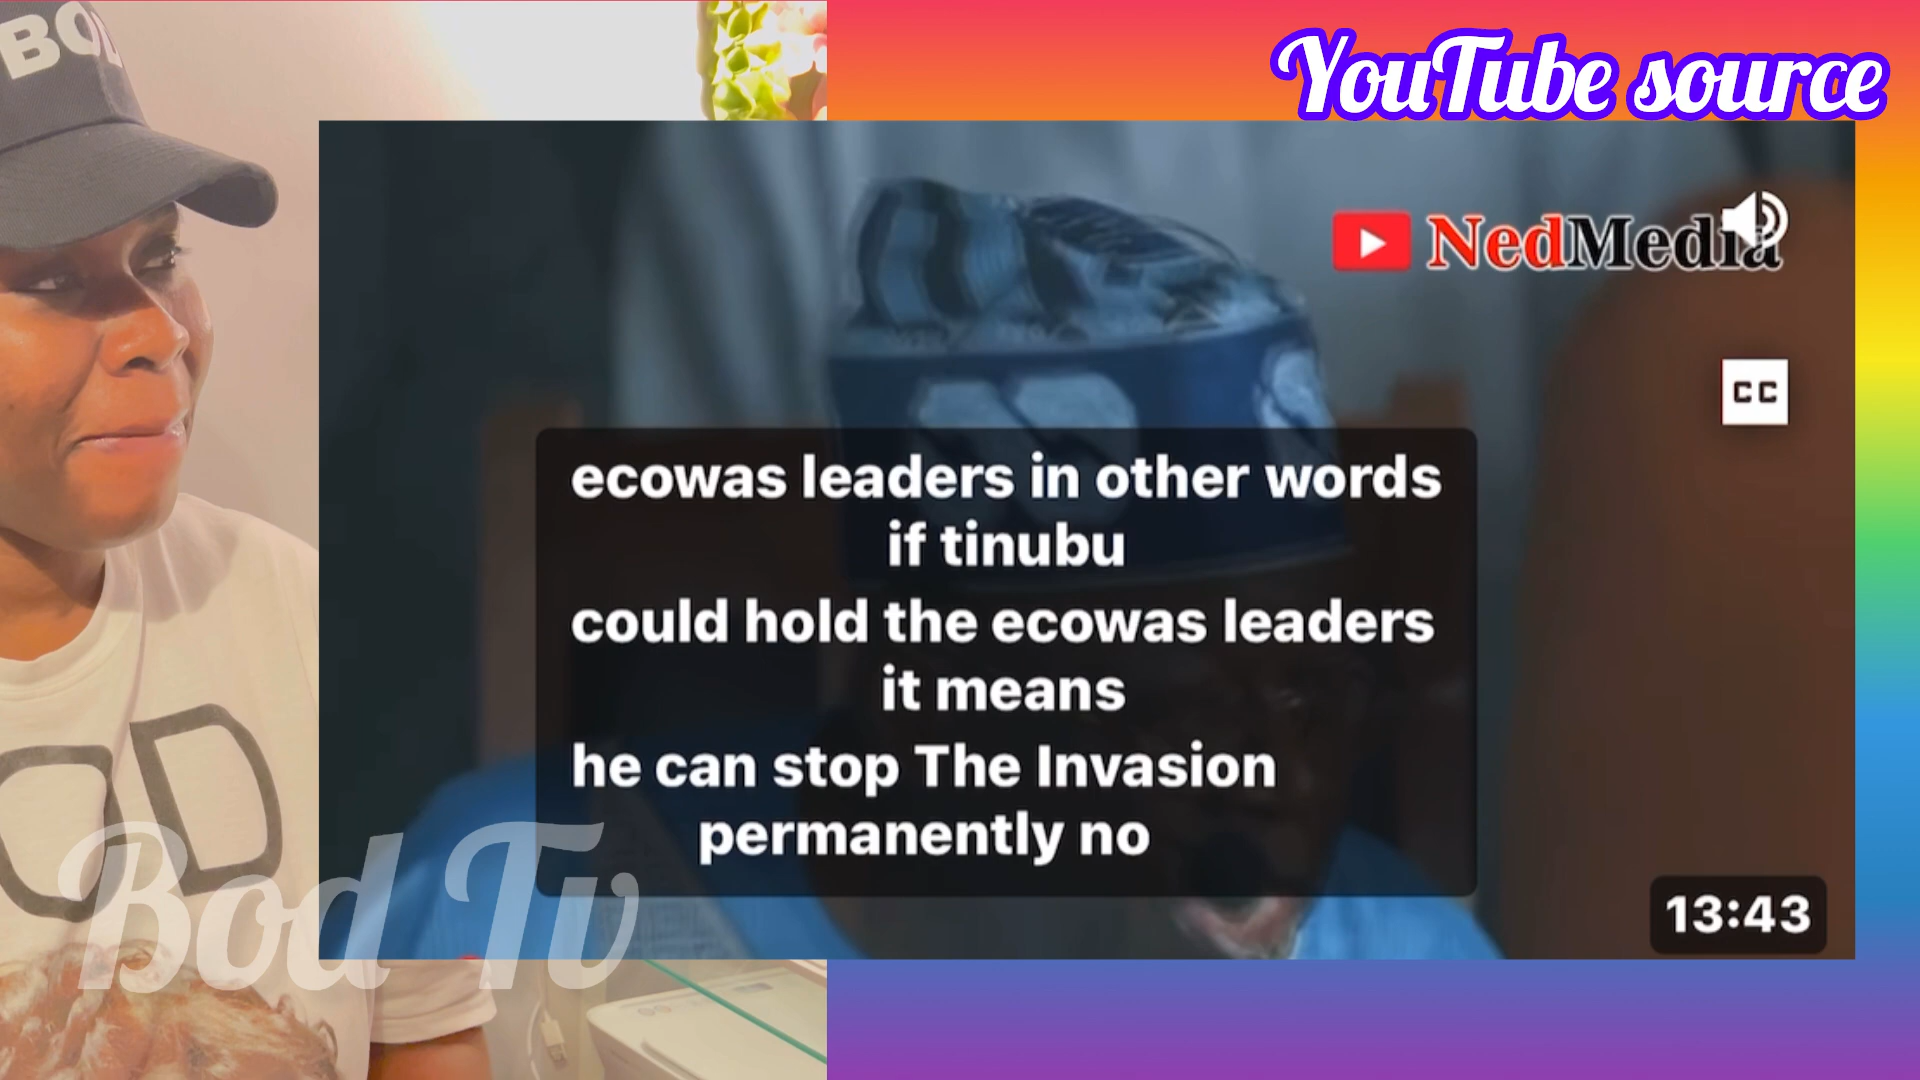 YouTube source
NedMedia
CC
ecowas leaders in other words
if tinubu
could hold the ecowas leaders
it means
he can stop The Invasion
permanently no
13:43
Bod Tv